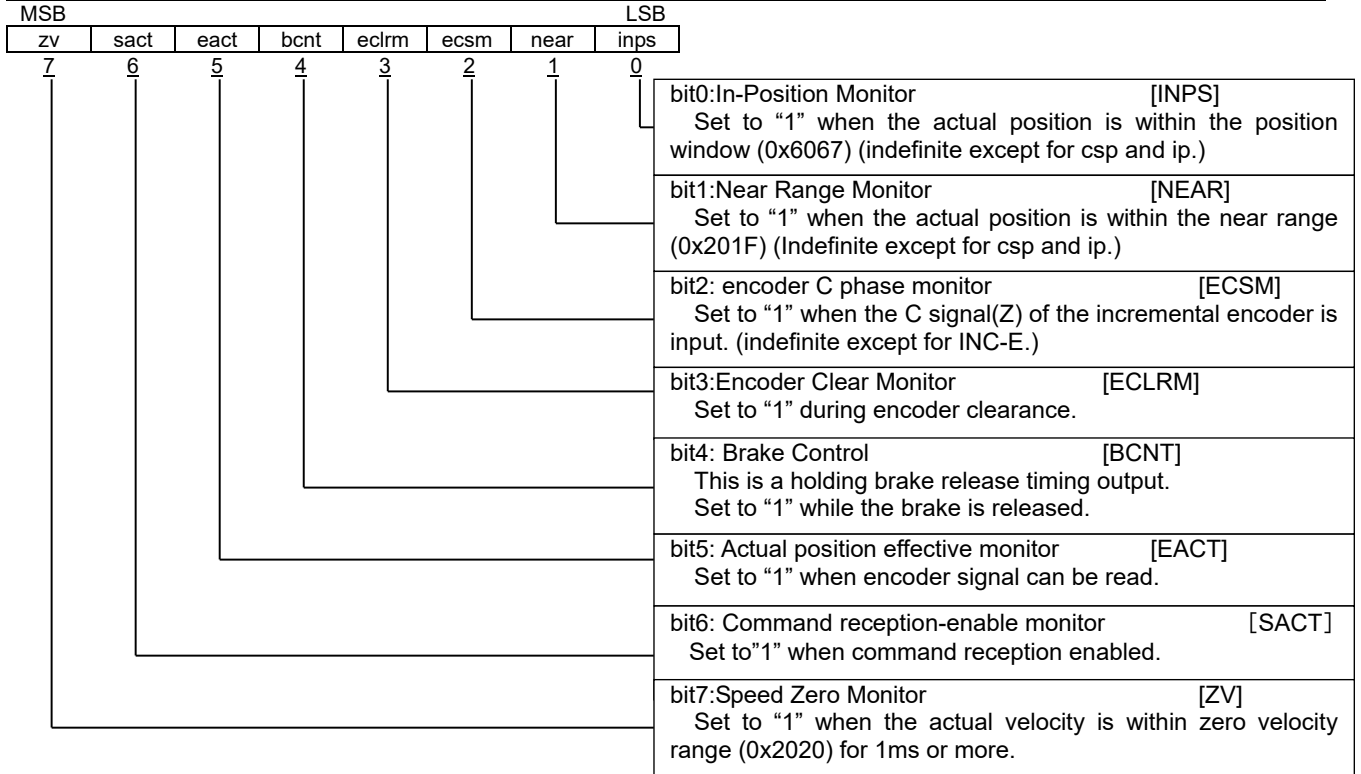 MSB LSB
zv sact eact bcnt eclrm ecsm near inps
7 6 5 4 3 2 1 0
bit0:In-Position Monitor [INPS]
Set to “1” when the actual position is within the position
window (0x6067) (indefinite except for csp and ip.)
bit1:Near Range Monitor [NEAR]
Set to “1” when the actual position is within the near range
(0x201F) (Indefinite except for csp and ip.)
bit2: encoder C phase monitor [ECSM]
Set to “1” when the C signal(Z) of the incremental encoder is
input. (indefinite except for INC-E.)
bit3:Encoder Clear Monitor [ECLRM]
Set to “1” during encoder clearance.
bit4: Brake Control [BCNT]
This is a holding brake release timing output.
Set to “1” while the brake is released.
bit5: Actual position effective monitor [EACT]
Set to “1” when encoder signal can be read.
bit6: Command reception-enable monitor ［SACT］
Set to”1” when command reception enabled.
bit7:Speed Zero Monitor [ZV]
Set to “1” when the actual velocity is within zero velocity
range (0x2020) for 1ms or more.